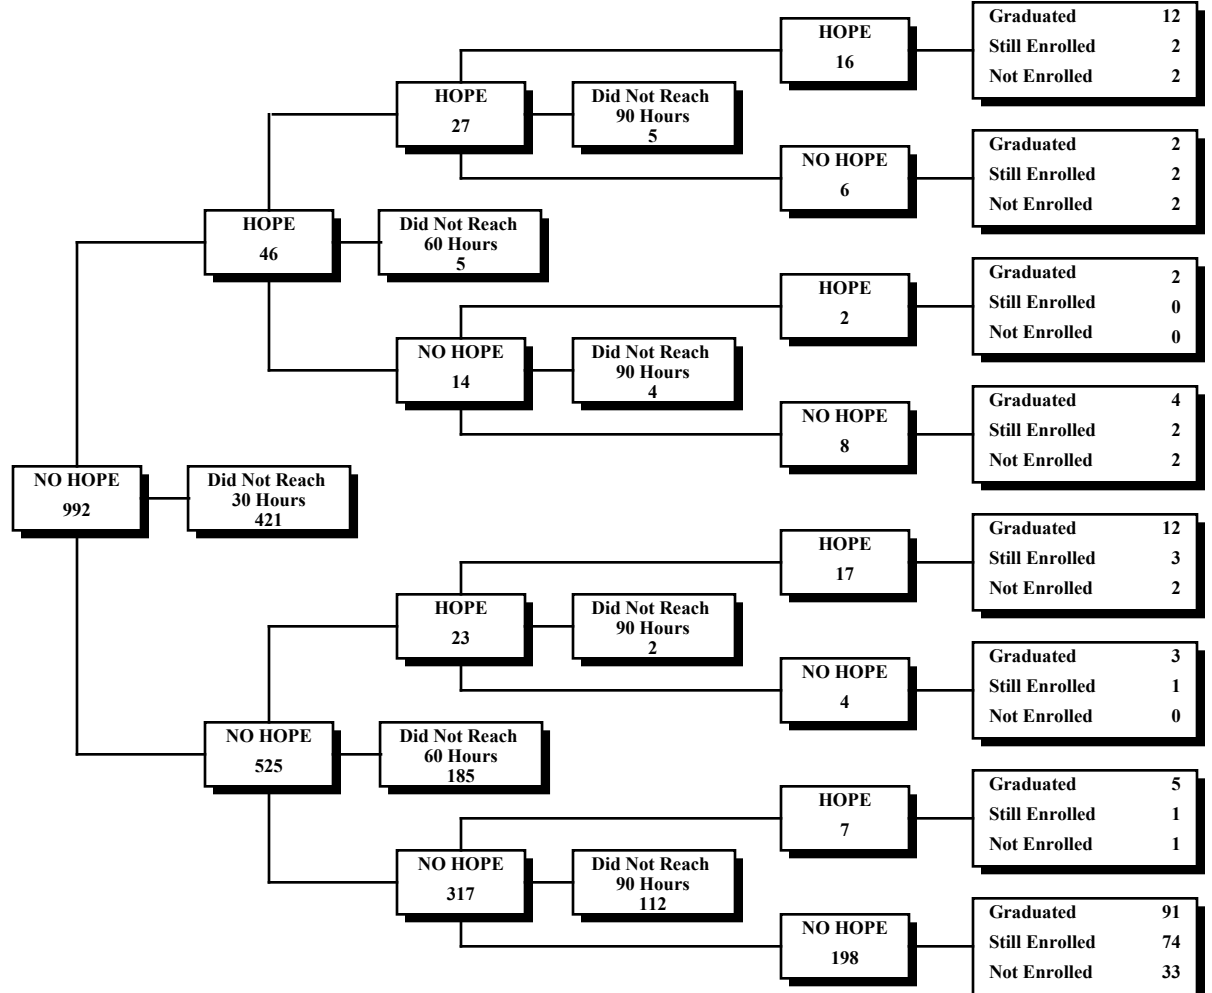 HOPE
16
Graduated 12
Still Enrolled 2
Not Enrolled 2
HOPE
27
Did Not Reach
90 Hours
5
NO HOPE
6
Graduated 2
Still Enrolled 2
Not Enrolled 2
HOPE
46
Did Not Reach
60 Hours
5
HOPE
2
Graduated 2
Still Enrolled 0
Not Enrolled 0
NO HOPE
14
Did Not Reach
90 Hours
4
NO HOPE
8
Graduated 4
Still Enrolled 2
Not Enrolled 2
NO HOPE
992
Did Not Reach
30 Hours
421
HOPE
17
Graduated 12
Still Enrolled 3
Not Enrolled 2
HOPE
23
Did Not Reach
90 Hours
2
NO HOPE
4
Graduated 3
Still Enrolled 1
Not Enrolled 0
NO HOPE
525
Did Not Reach
60 Hours
185
HOPE
7
Graduated 5
Still Enrolled 1
Not Enrolled 1
NO HOPE
317
Did Not Reach
90 Hours
112
NO HOPE
198
Graduated 91
Still Enrolled 74
Not Enrolled 33